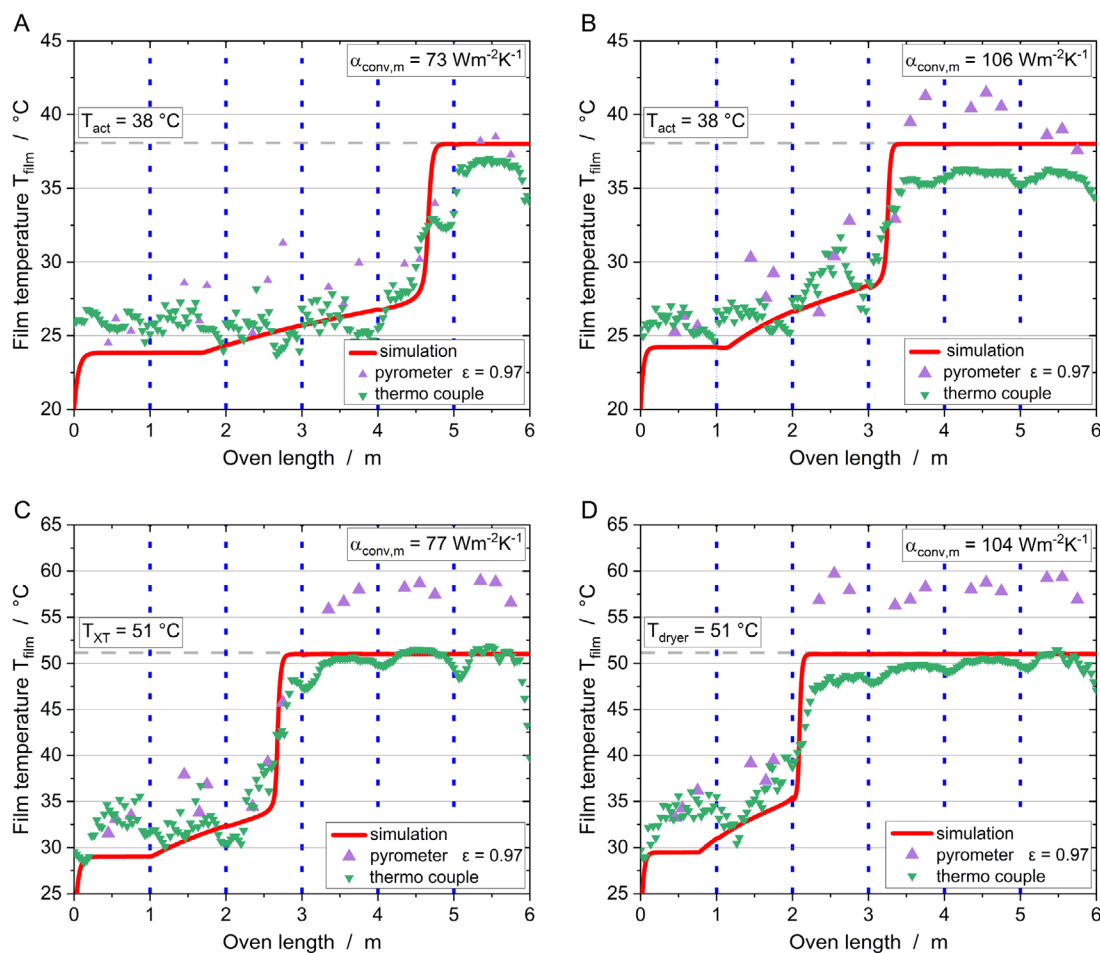 A
α_conv,m = 73 Wm⁻²K⁻¹
T_act = 38 °C
45
40
35
30
25
20
Film temperature T_film / °C
simulation
pyrometer ε = 0.97
thermo couple
0 1 2 3 4 5 6
Oven length / m
B
α_conv,m = 106 Wm⁻²K⁻¹
T_act = 38 °C
45
40
35
30
25
20
Film temperature T_film / °C
simulation
pyrometer ε = 0.97
thermo couple
0 1 2 3 4 5 6
Oven length / m
C
α_conv,m = 77 Wm⁻²K⁻¹
T_XT = 51 °C
65
60
55
50
45
40
35
30
25
Film temperature T_film / °C
simulation
pyrometer ε = 0.97
thermo couple
0 1 2 3 4 5 6
Oven length / m
D
α_conv,m = 104 Wm⁻²K⁻¹
T_dryer = 51 °C
65
60
55
50
45
40
35
30
25
Film temperature T_film / °C
simulation
pyrometer ε = 0.97
thermo couple
0 1 2 3 4 5 6
Oven length / m